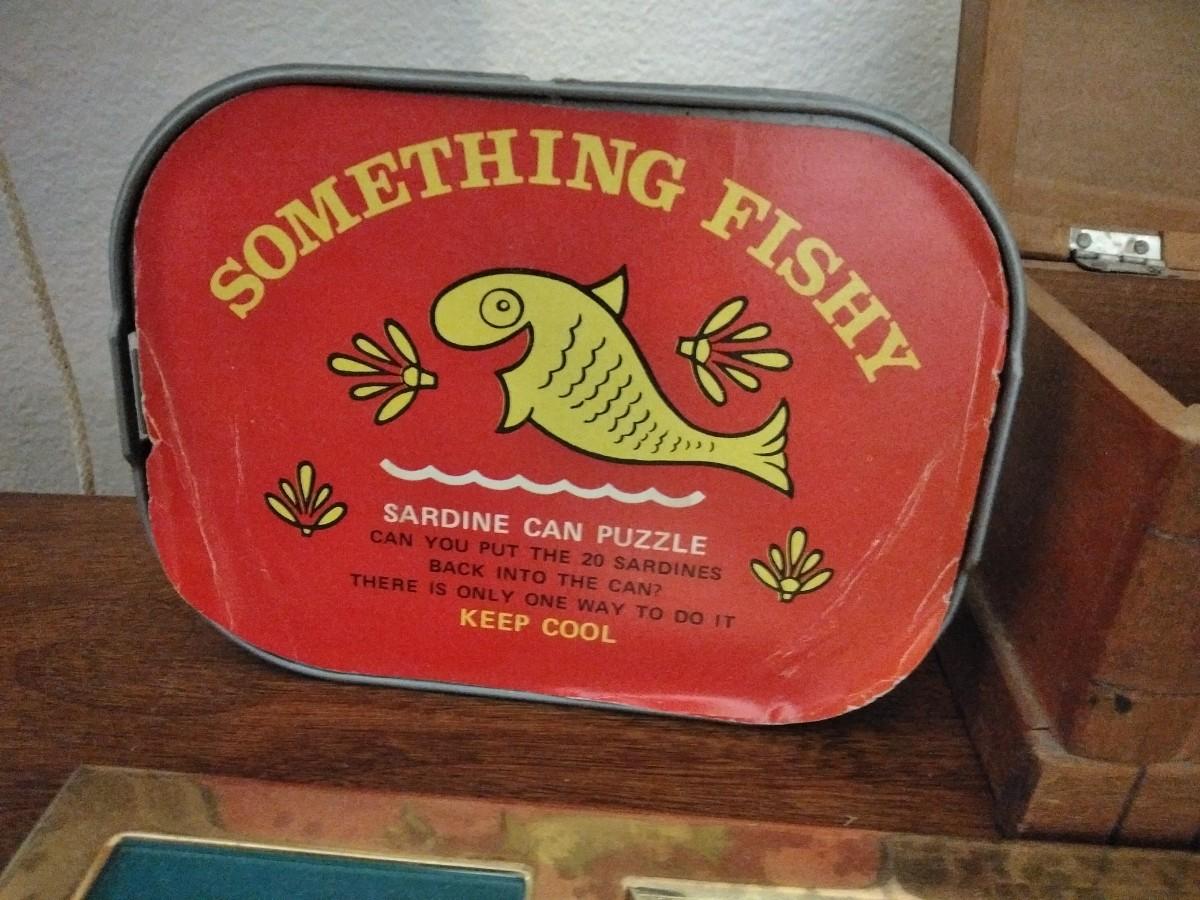 SOMETHING FISHY
SARDINE CAN PUZZLE
CAN YOU PUT THE 20 SARDINES
BACK INTO THE CAN?
THERE IS ONLY ONE WAY TO DO IT
KEEP COOL